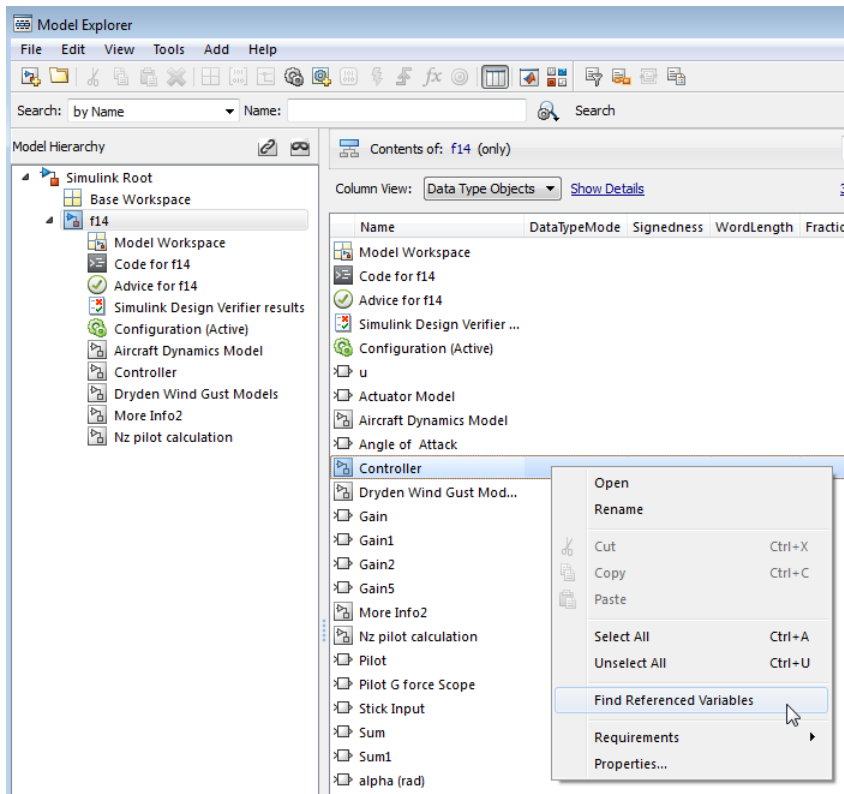 Model Explorer
File Edit View Tools Add Help
Search: by Name Name: Search
Model Hierarchy
Simulink Root
Base Workspace
f14
Model Workspace
Code for f14
Advice for f14
Simulink Design Verifier results
Configuration (Active)
Aircraft Dynamics Model
Controller
Dryden Wind Gust Models
More Info2
Nz pilot calculation
Contents of: f14 (only)
Column View: Data Type Objects Show Details
Name DataTypeMode Signedness WordLength Fractic
Model Workspace
Code for f14
Advice for f14
Simulink Design Verifier ...
Configuration (Active)
u
Actuator Model
Aircraft Dynamics Model
Angle of Attack
Controller
Dryden Wind Gust Mod...
Gain
Gain1
Gain2
Gain5
More Info2
Nz pilot calculation
Pilot
Pilot G force Scope
Stick Input
Sum
Sum1
alpha (rad)
Open
Rename
Cut Ctrl+X
Copy Ctrl+C
Paste
Select All Ctrl+A
Unselect All Ctrl+U
Find Referenced Variables
Requirements
Properties...